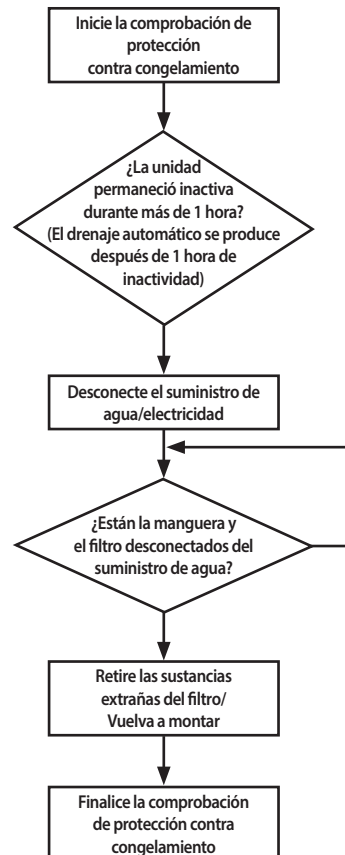 Inicie la comprobación de
protección
contra congelamiento
¿La unidad
permaneció inactiva
durante más de 1 hora?
(El drenaje automático se produce
después de 1 hora de
inactividad)
Desconecte el suministro de
agua/electricidad
¿Están la manguera y
el filtro desconectados del
suministro de agua?
Retire las sustancias
extrañas del filtro/
Vuelva a montar
Finalice la comprobación
de protección contra
congelamiento